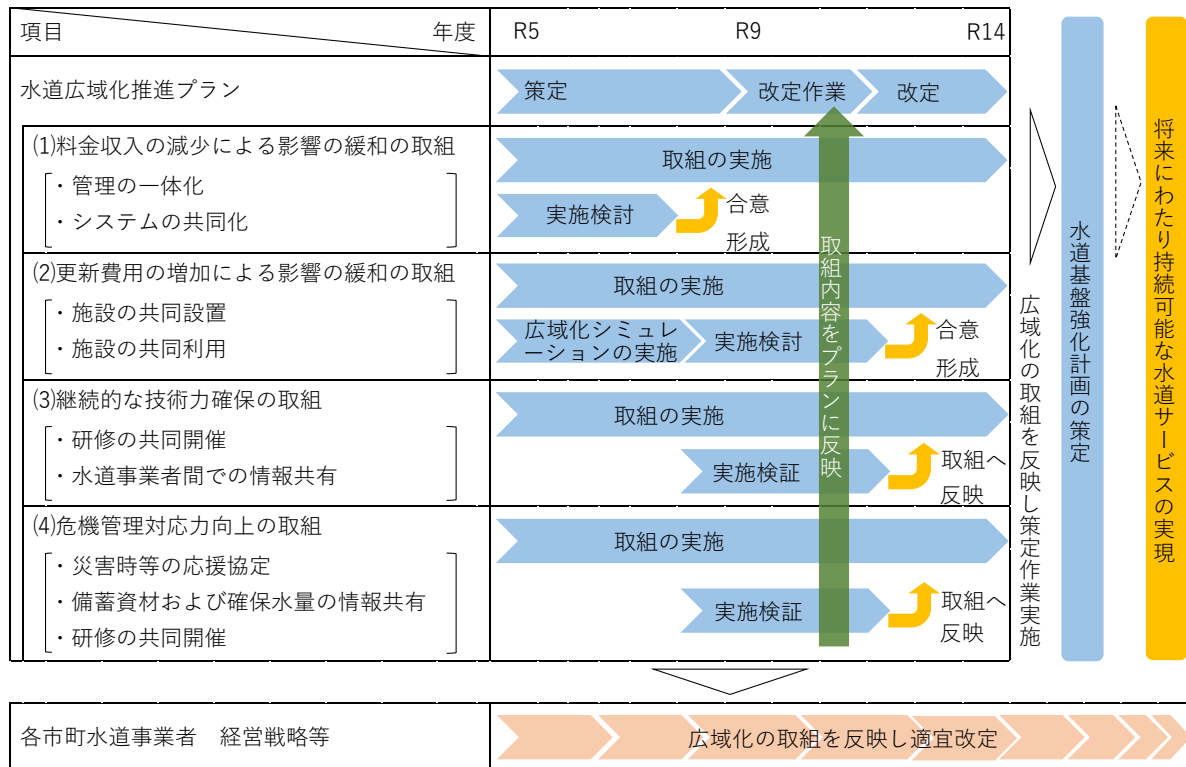 項目 年度 R5 R9 R14
水道広域化推進プラン
策定
改定作業
改定
⑴料金収入の減少による影響の緩和の取組
・管理の一体化
・システムの共同化
取組の実施
実施検討
合意
形成
⑵更新費用の増加による影響の緩和の取組
・施設の共同設置
・施設の共同利用
取組の実施
広域化シミュレ
ーションの実施
実施検討
合意
形成
⑶継続的な技術力確保の取組
・研修の共同開催
・水道事業者間での情報共有
取組の実施
実施検証
取組へ
反映
⑷危機管理対応力向上の取組
・災害時等の応援協定
・備蓄資材および確保水量の情報共有
・研修の共同開催
取組の実施
実施検証
取組へ
反映
取組内容をプランに反映
広域化の取組を反映し策定作業実施
水道基盤強化計画の策定
将来にわたり持続可能な水道サービスの実現
各市町水道事業者 経営戦略等
広域化の取組を反映し適宜改定